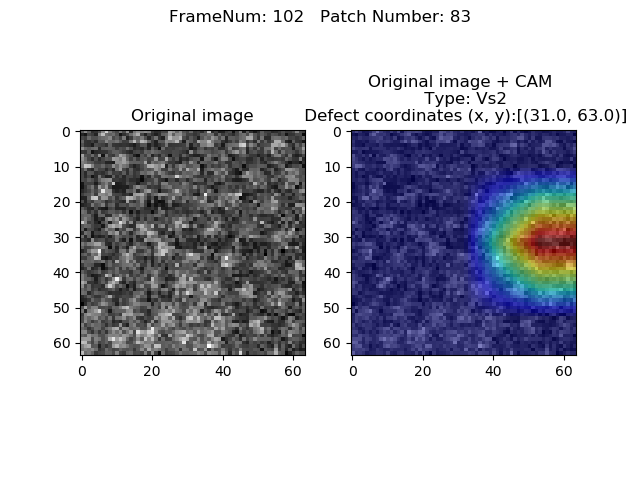 FrameNum: 102   Patch Number: 83
Original image
Original image + CAM
Type: Vs2
Defect coordinates (x, y):[(31.0, 63.0)]
0
10
20
30
40
50
60
0 20 40 60
0
10
20
30
40
50
60
0 20 40 60